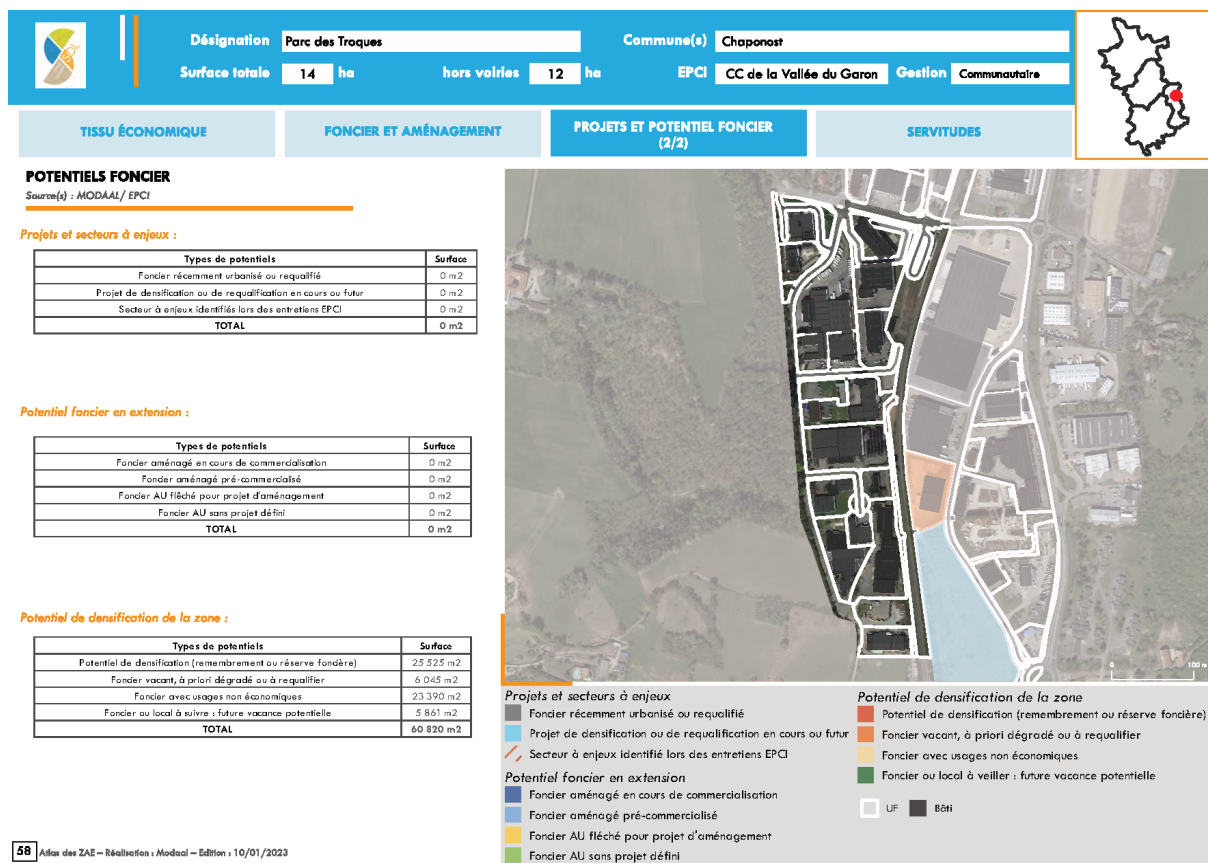 Désignation Parc des Troques Commune(s) Chaponost
Surface totale 14 ha hors voiries 12 ha EPCI CC de la Vallée du Garon Gestion Communautaire
TISSU ÉCONOMIQUE
FONCIER ET AMÉNAGEMENT
PROJETS ET POTENTIEL FONCIER
(2/2)
SERVITUDES
POTENTIELS FONCIER
Source(s) : MODAAL/ EPCI
Projets et secteurs à enjeux :
Types de potentiels Surface
Foncier récemment urbanisé ou requalifié 0 m2
Projet de densification ou de requalification en cours ou futur 0 m2
Secteur à enjeux identifiés lors des entretiens EPCI 0 m2
TOTAL 0 m2
Potentiel foncier en extension :
Types de potentiels Surface
Foncier aménagé en cours de commercialisation 0 m2
Foncier aménagé pré-commercialisé 0 m2
Foncier AU flêché pour projet d'aménagement 0 m2
Foncier AU sans projet défini 0 m2
TOTAL 0 m2
Potentiel de densification de la zone :
Types de potentiels Surface
Potentiel de densification (remembrement ou réserve foncière) 25 525 m2
Foncier vacant, à priori dégradé ou à requalifier 6 045 m2
Foncier avec usages non économiques 23 390 m2
Foncier ou local à suivre : future vacance potentielle 5 861 m2
TOTAL 60 820 m2
0 100 m
Projets et secteurs à enjeux
Foncier récemment urbanisé ou requalifié
Projet de densification ou de requalification en cours ou futur
Secteur à enjeux identifié lors des entretiens EPCI
Potentiel foncier en extension
Foncier aménagé en cours de commercialisation
Foncier aménagé pré-commercialisé
Foncier AU fléché pour projet d'aménagement
Foncier AU sans projet défini
Potentiel de densification de la zone
Potentiel de densification (remembrement ou réserve foncière)
Foncier vacant, à priori dégradé ou à requalifier
Foncier avec usages non économiques
Foncier ou local à veiller : future vacance potentielle
UF Bâti
58 Atlas des ZAE – Réalisation : Modaal – Edition : 10/01/2023